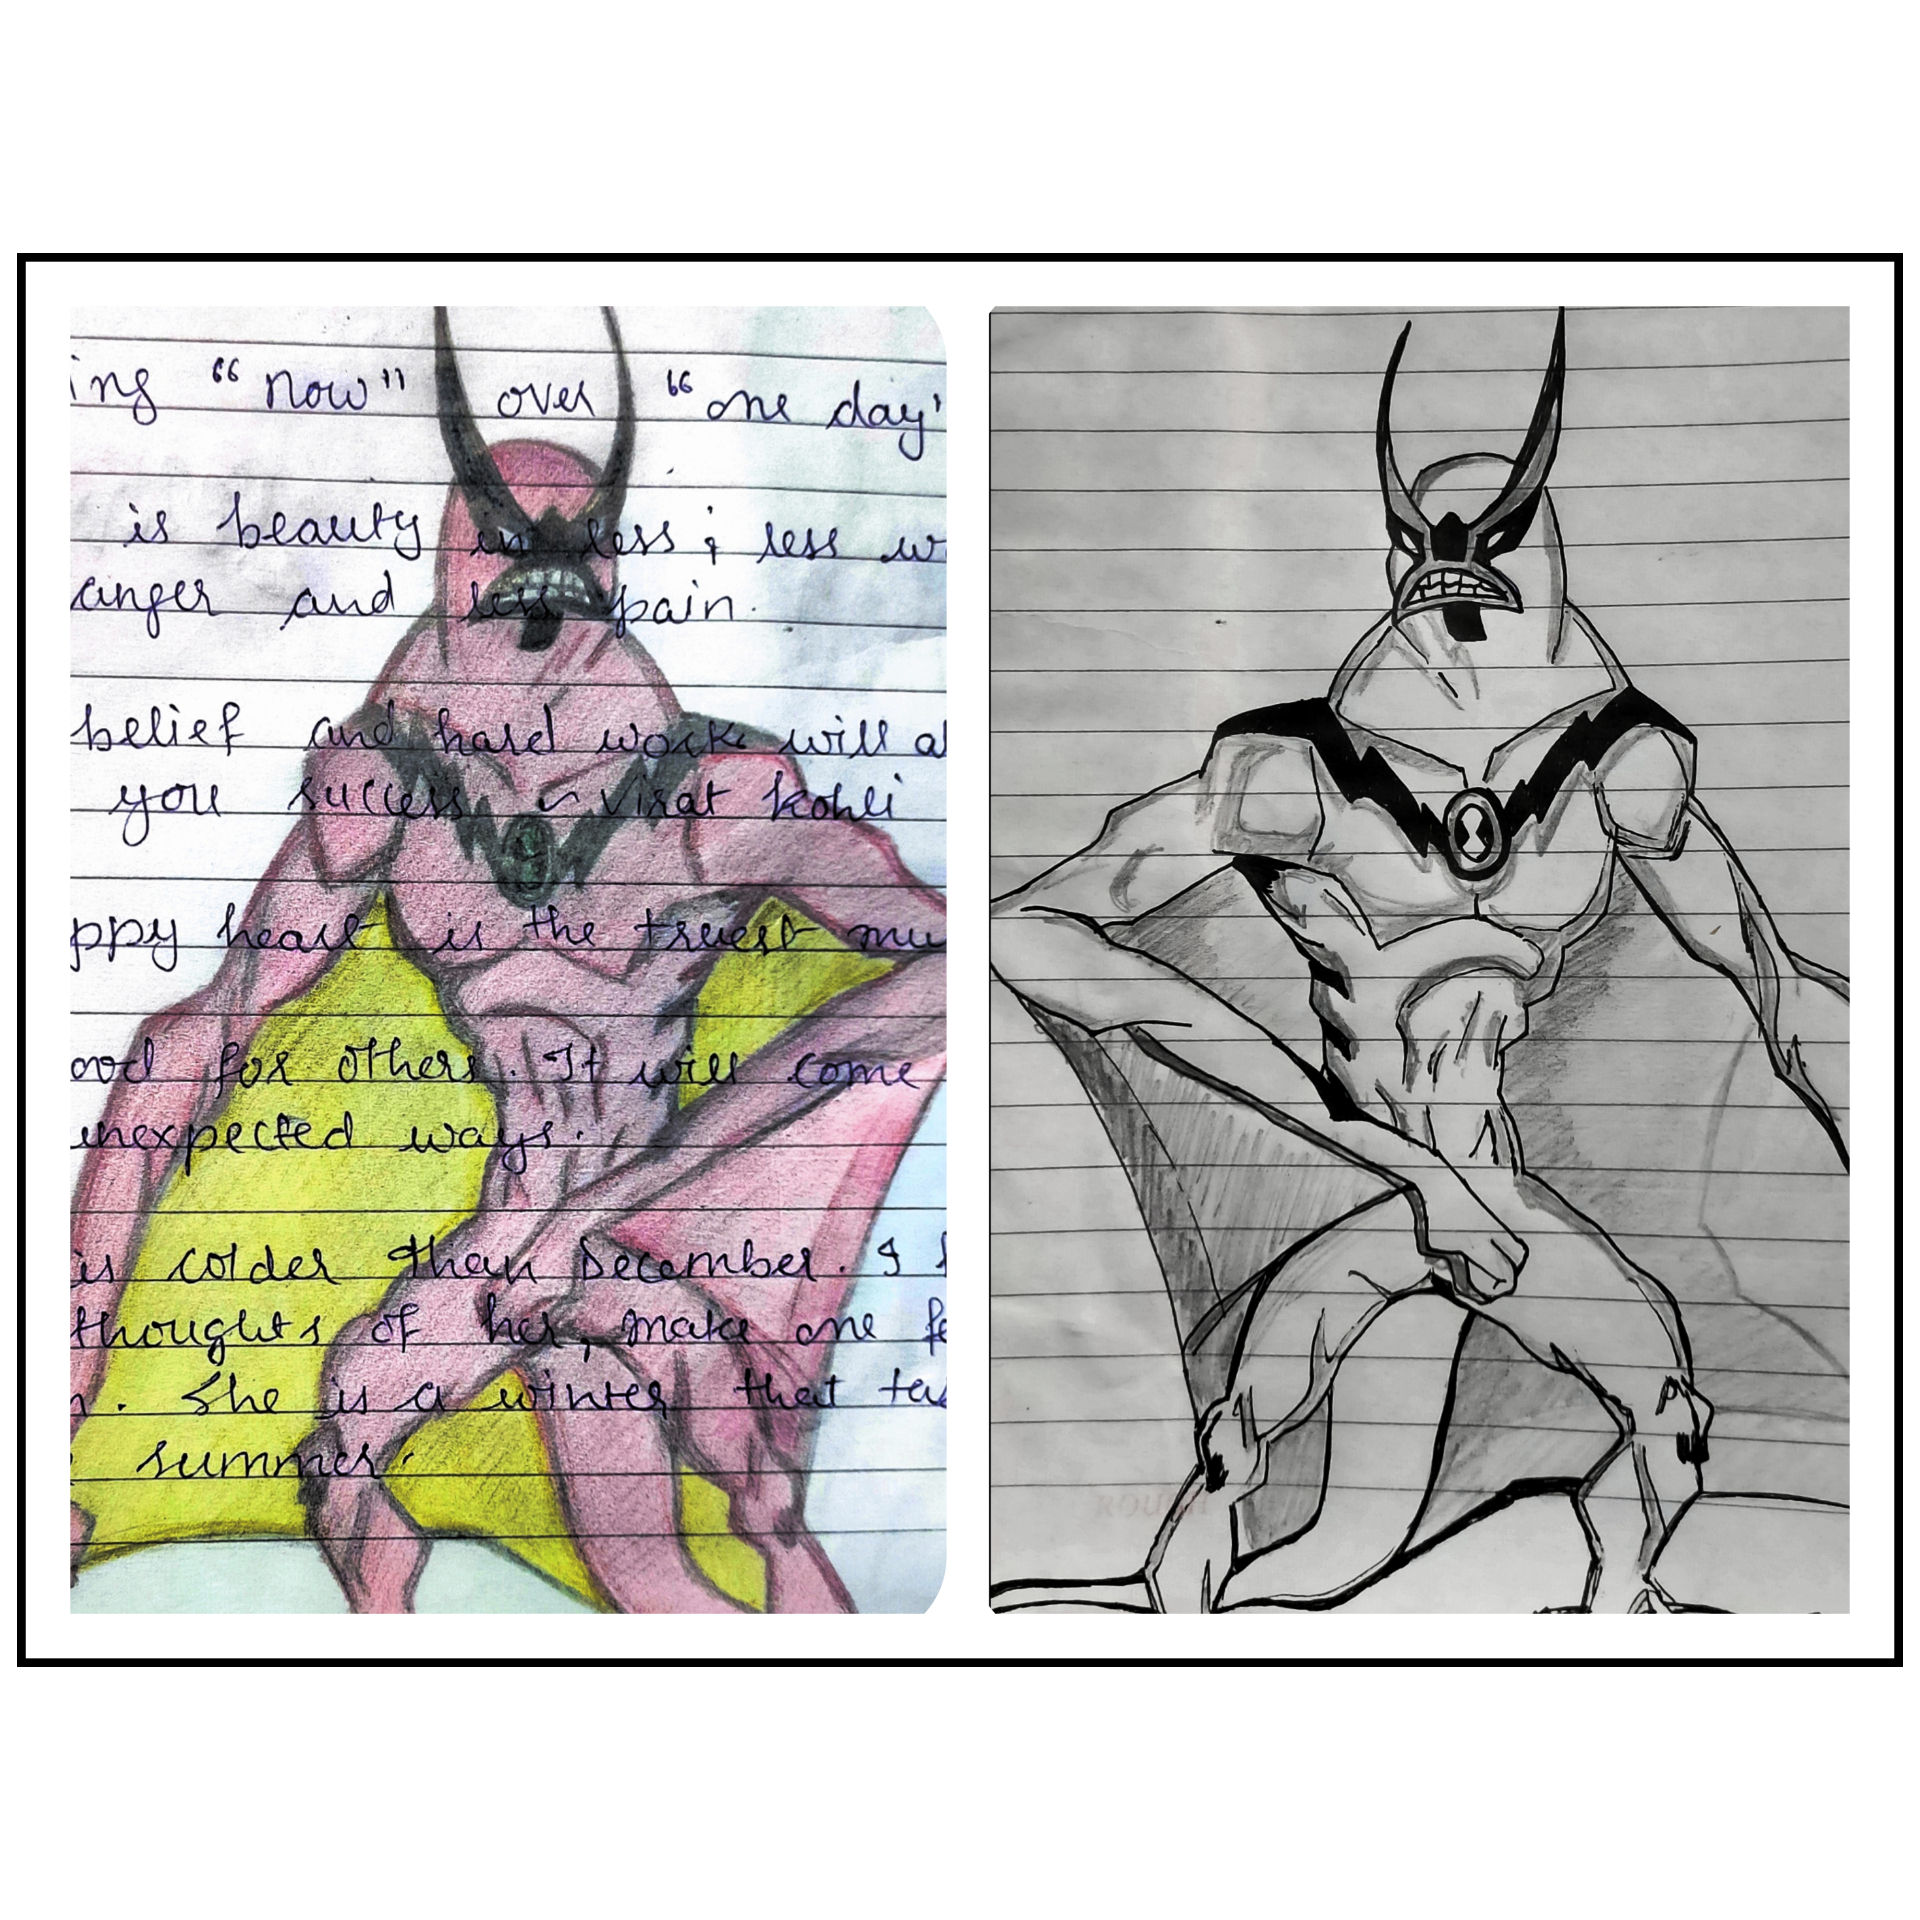 ing "now" over "one day"
is beauty in less; less w
anger and less pain.
belief and hard work will al
you success ~ Virat Kohli
ppy heart is the truest mu
ood for others. It will come
unexpected ways.
is colder than December. I
thoughts of her, make one fe
n. She is a winter that tas
summer.
ROUGH